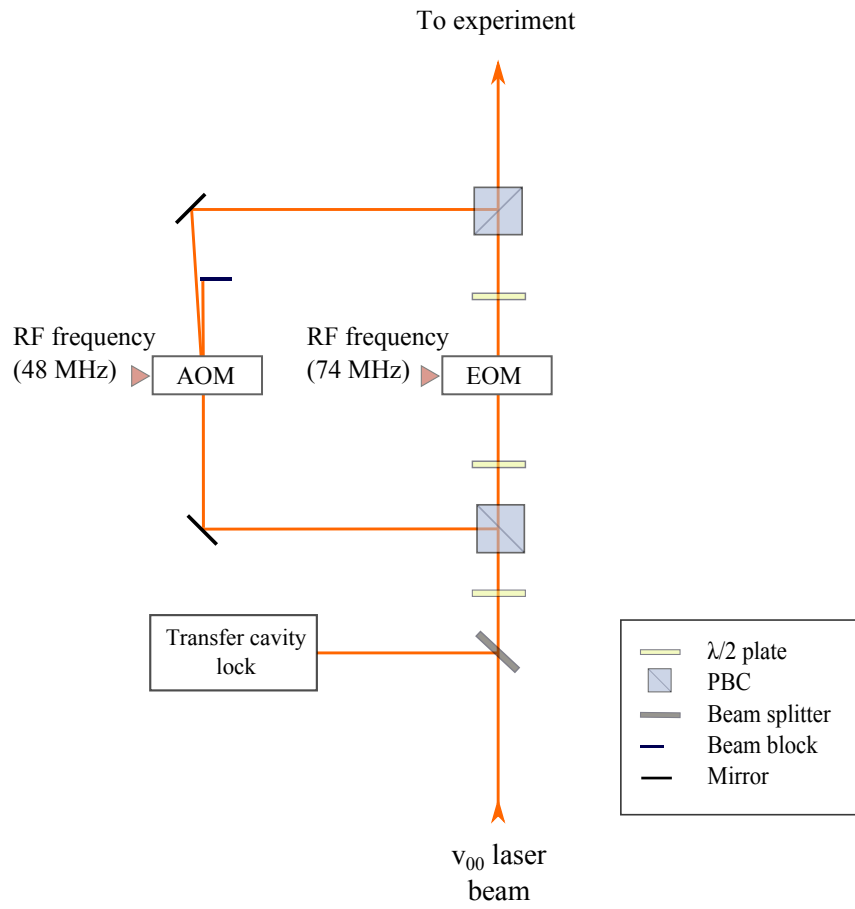 To experiment
RF frequency
(48 MHz)
AOM
RF frequency
(74 MHz)
EOM
Transfer cavity
lock
v₀₀ laser
beam
λ/2 plate
PBC
Beam splitter
Beam block
Mirror